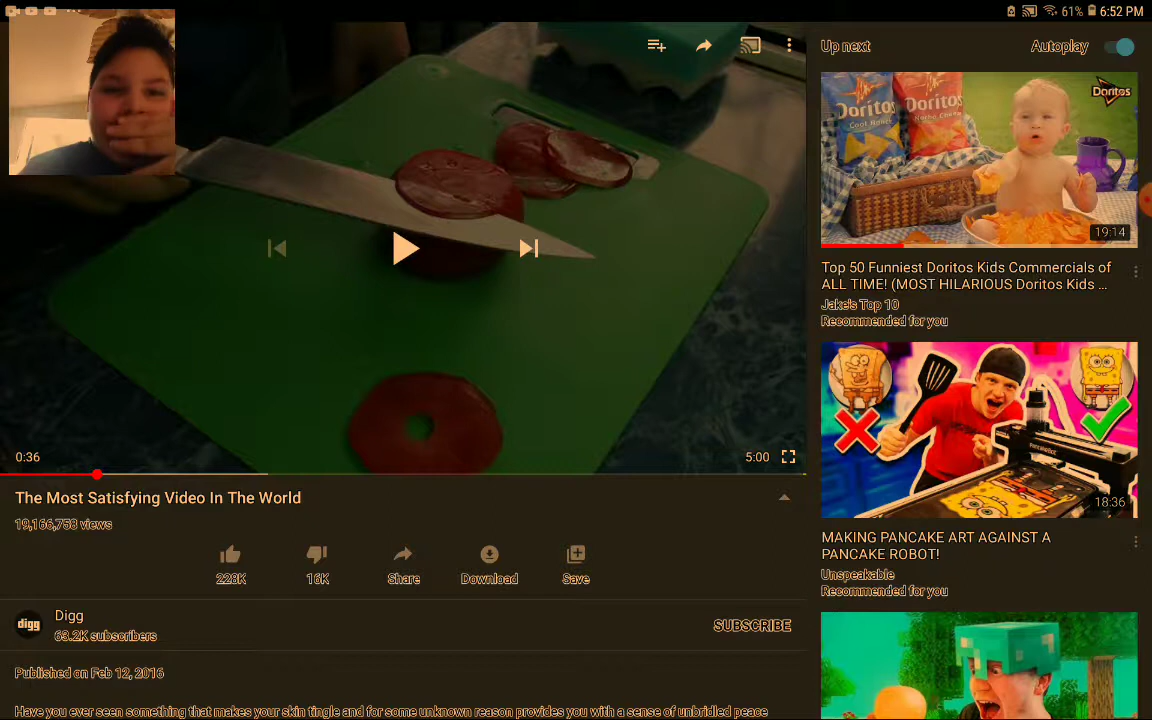 61% 6:52 PM
Up next
Autoplay
Doritos
Doritos
Doritos
Cool Ranch
Nacho Cheese
19:14
Top 50 Funniest Doritos Kids Commercials of
ALL TIME! (MOST HILARIOUS Doritos Kids ...
Jake's Top 10
Recommended for you
18:36
MAKING PANCAKE ART AGAINST A
PANCAKE ROBOT!
Unspeakable
Recommended for you
0:36
5:00
The Most Satisfying Video In The World
19,166,758 views
228K
16K
Share
Download
Save
digg
Digg
63.2K subscribers
SUBSCRIBE
Published on Feb 12, 2016
Have you ever seen something that makes your skin tingle and for some unknown reason provides you with a sense of unbridled peace